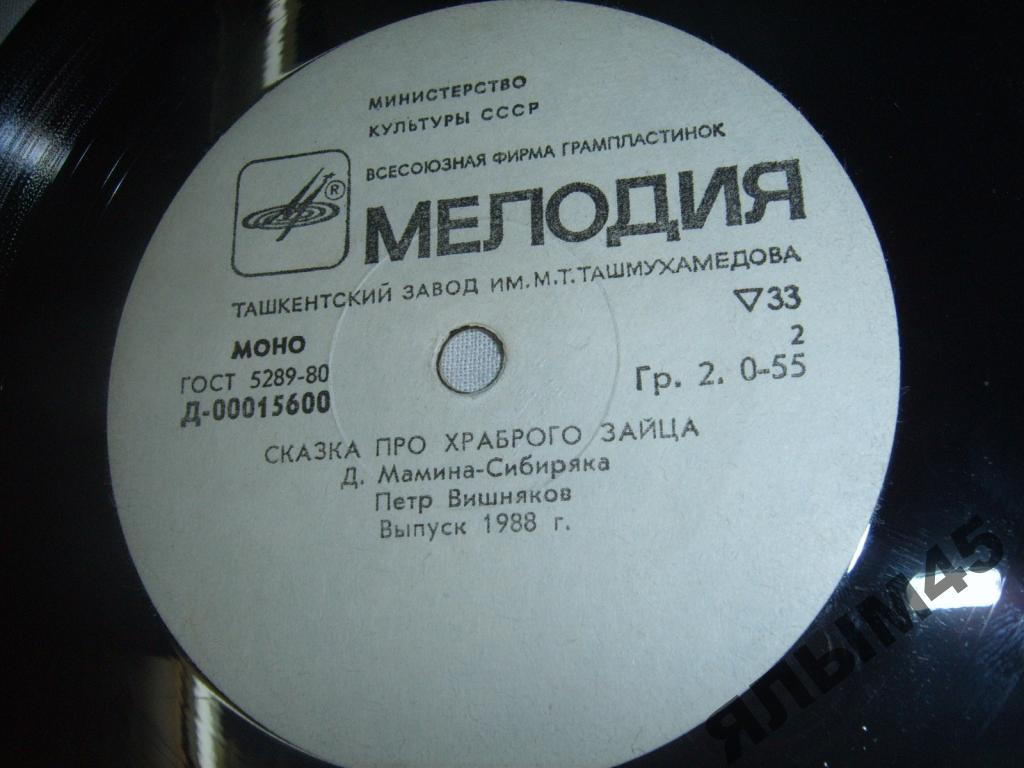 МИНИСТЕРСТВО
КУЛЬТУРЫ СССР
ВСЕСОЮЗНАЯ ФИРМА ГРАМПЛАСТИНОК
®
МЕЛОДИЯ
ТАШКЕНТСКИЙ ЗАВОД ИМ. М. Т. ТАШМУХАМЕДОВА
▽33
МОНО
2
ГОСТ 5289-80
Гр. 2. 0-55
Д-00015600
СКАЗКА ПРО ХРАБРОГО ЗАЙЦА
Д. Мамина-Сибиряка
Петр Вишняков
Выпуск 1988 г.
ЯЛЫМ45